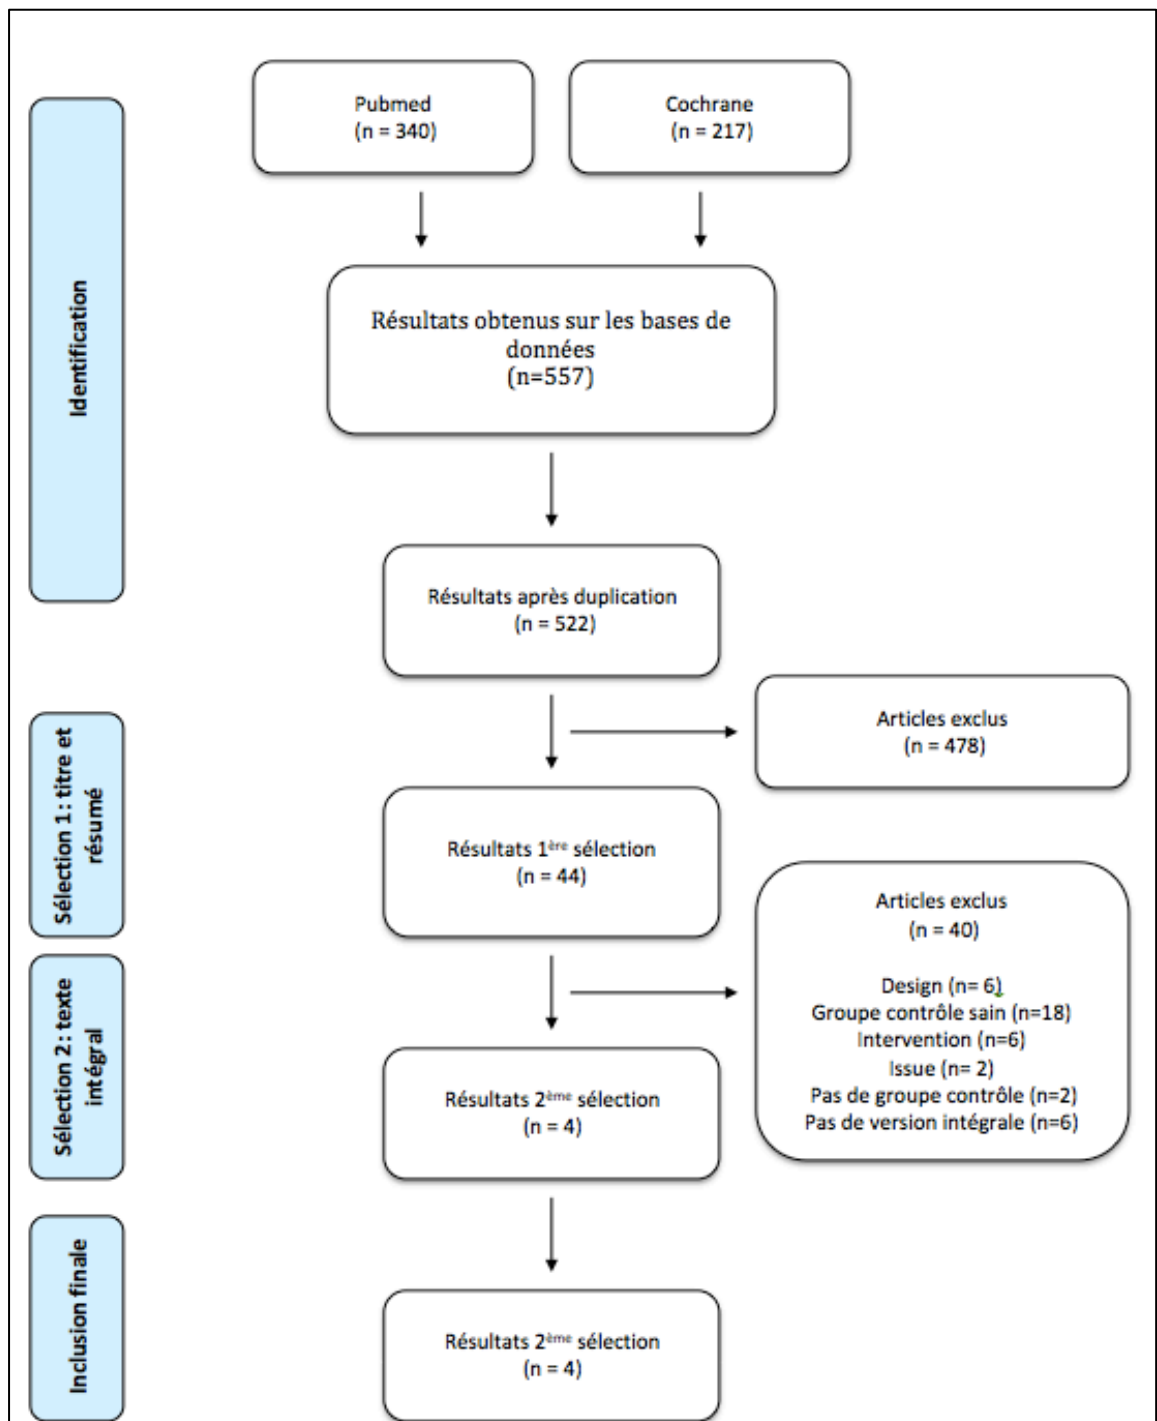 Pubmed
(n = 340)
Cochrane
(n = 217)
Identification
Résultats obtenus sur les bases de
données
(n=557)
Résultats après duplication
(n = 522)
Articles exclus
(n = 478)
Sélection 1 : titre et
résumé
Résultats 1ère sélection
(n = 44)
Articles exclus
(n = 40)
Design (n= 6)
Groupe contrôle sain (n=18)
Intervention (n=6)
Issue (n= 2)
Pas de groupe contrôle (n=2)
Pas de version intégrale (n=6)
Sélection 2 : texte
intégral
Résultats 2ème sélection
(n = 4)
Inclusion finale
Résultats 2ème sélection
(n = 4)